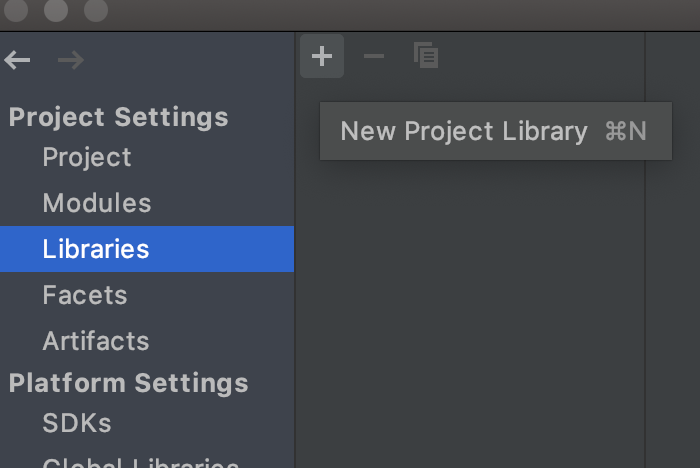 Project Settings
Project
Modules
Libraries
Facets
Artifacts
Platform Settings
SDKs
Global Libraries
New Project Library ⌘N